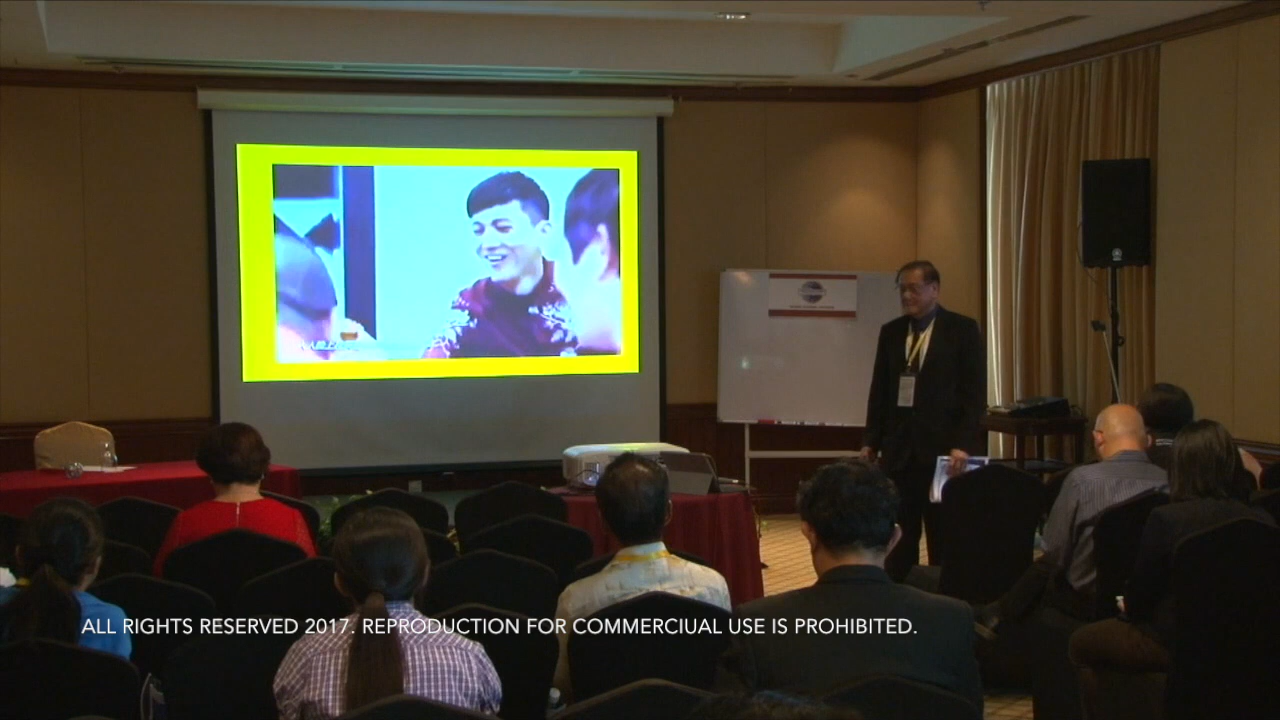 ALL RIGHTS RESERVED 2017. REPRODUCTION FOR COMMERCIUAL USE IS PROHIBITED.